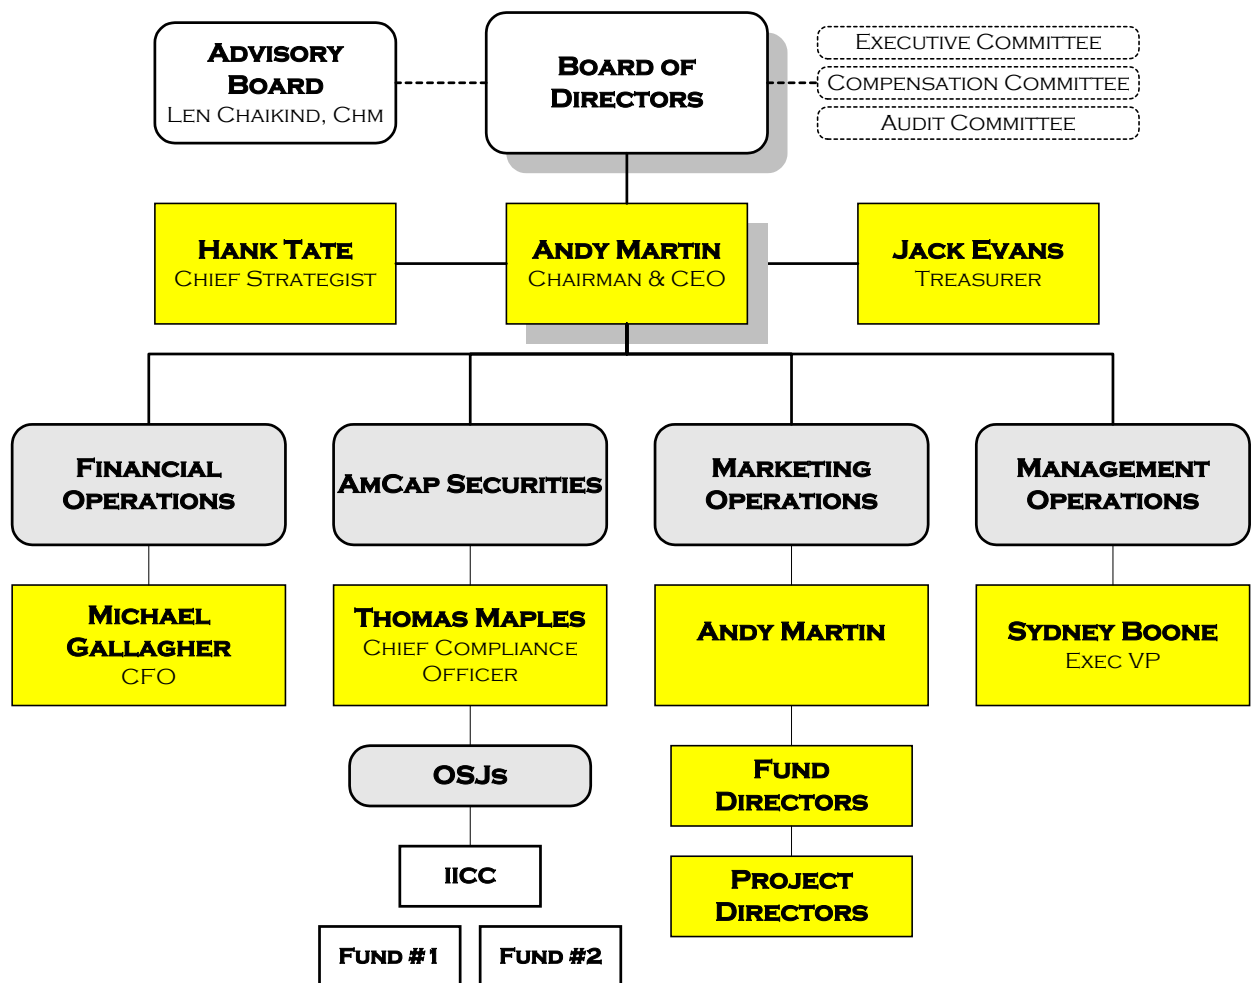 Advisory
Board
Len Chaikind, Chm
Board of
Directors
Executive Committee
Compensation Committee
Audit Committee
Hank Tate
Chief Strategist
Andy Martin
Chairman & CEO
Jack Evans
Treasurer
Financial
Operations
AmCap Securities
Marketing
Operations
Management
Operations
Michael
Gallagher
CFO
Thomas Maples
Chief Compliance
Officer
Andy Martin
Sydney Boone
Exec VP
OSJs
Fund
Directors
IICC
Project
Directors
Fund #1
Fund #2